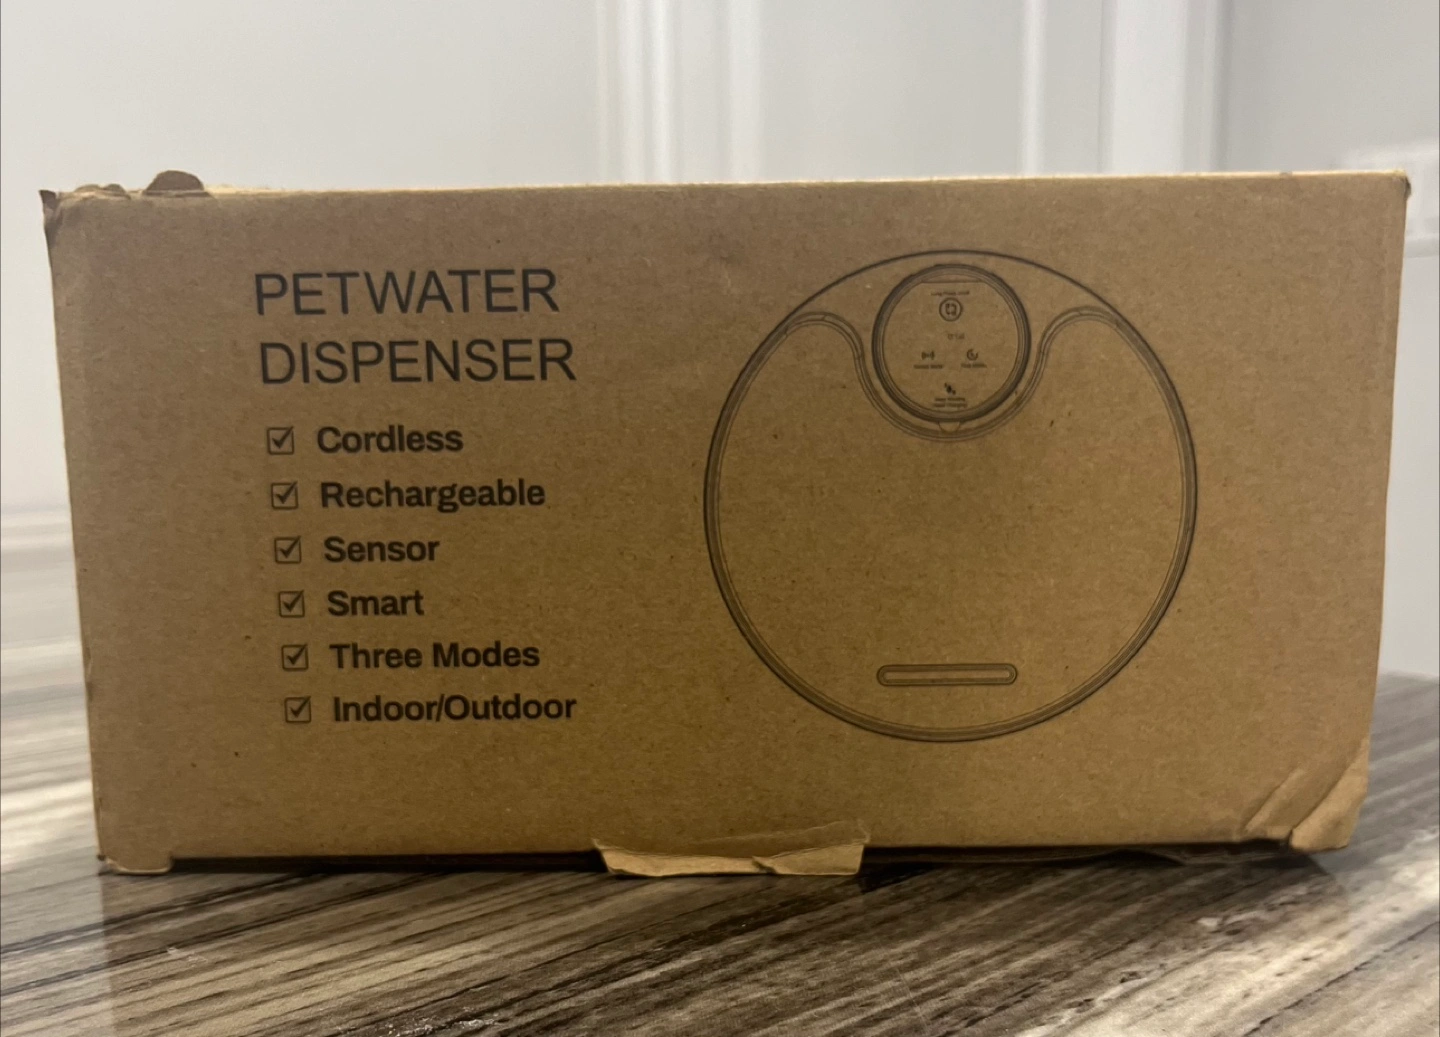 PETWATER
DISPENSER
Cordless
Rechargeable
Sensor
Smart
Three Modes
Indoor/Outdoor